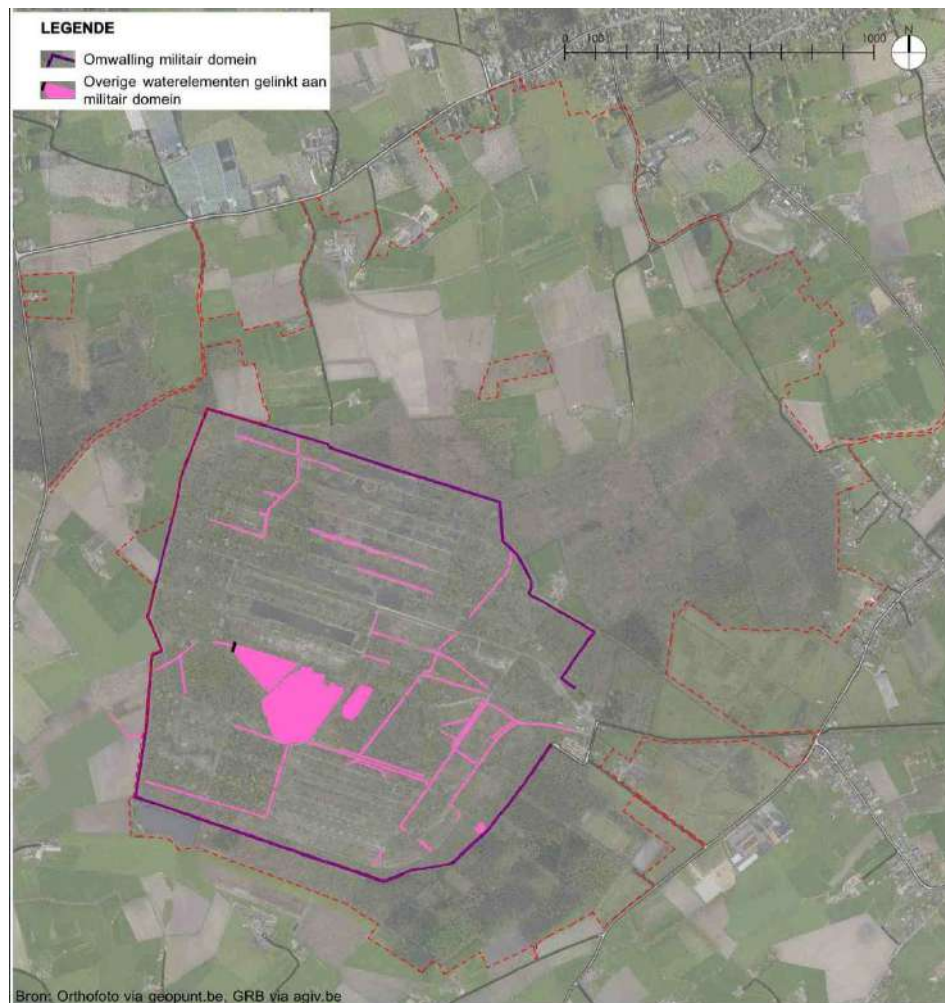 LEGENDE
Omwalling militair domein
Overige waterelementen gelinkt aan
militair domein
0 100 1000
N
Bron: Orthofoto via geopunt.be, GRB via agiv.be